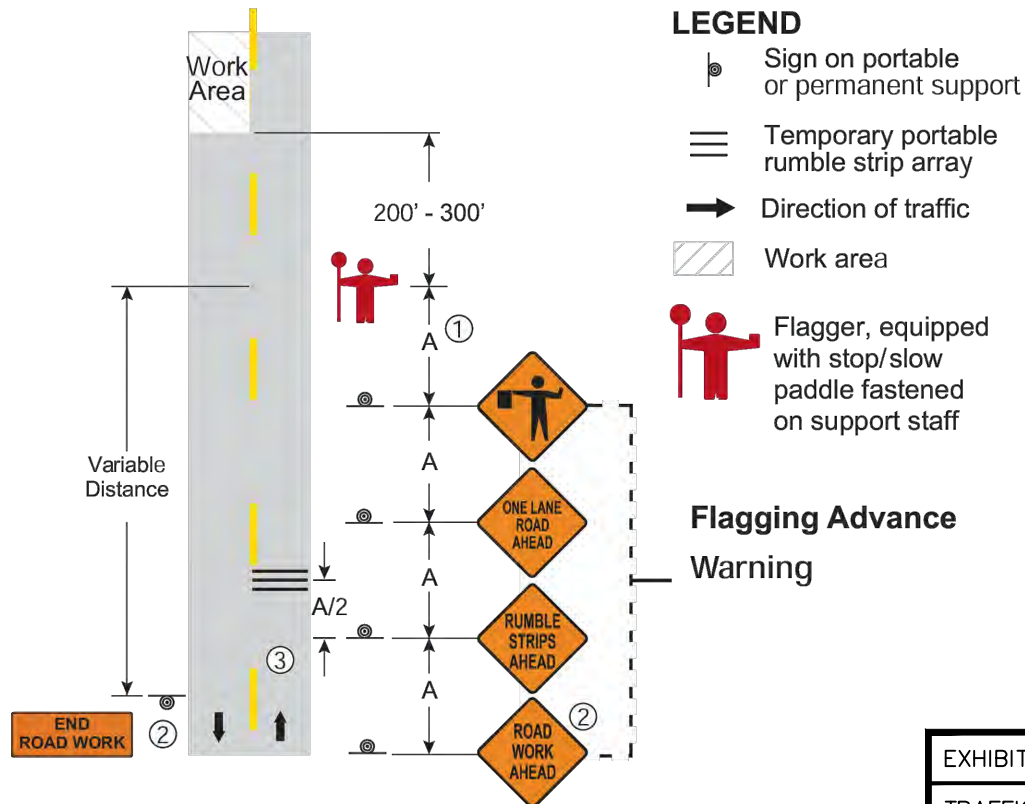 LEGEND
Sign on portable
or permanent support
Temporary portable
rumble strip array
Direction of traffic
Work area
Flagger, equipped
with stop/slow
paddle fastened
on support staff
Flagging Advance
Warning
Work
Area
200' - 300'
A
1
A
ONE LANE
ROAD
AHEAD
Variable
Distance
A
A/2
RUMBLE
STRIPS
AHEAD
3
A
END
ROAD WORK
2
ROAD
WORK
AHEAD
2
EXHIBIT